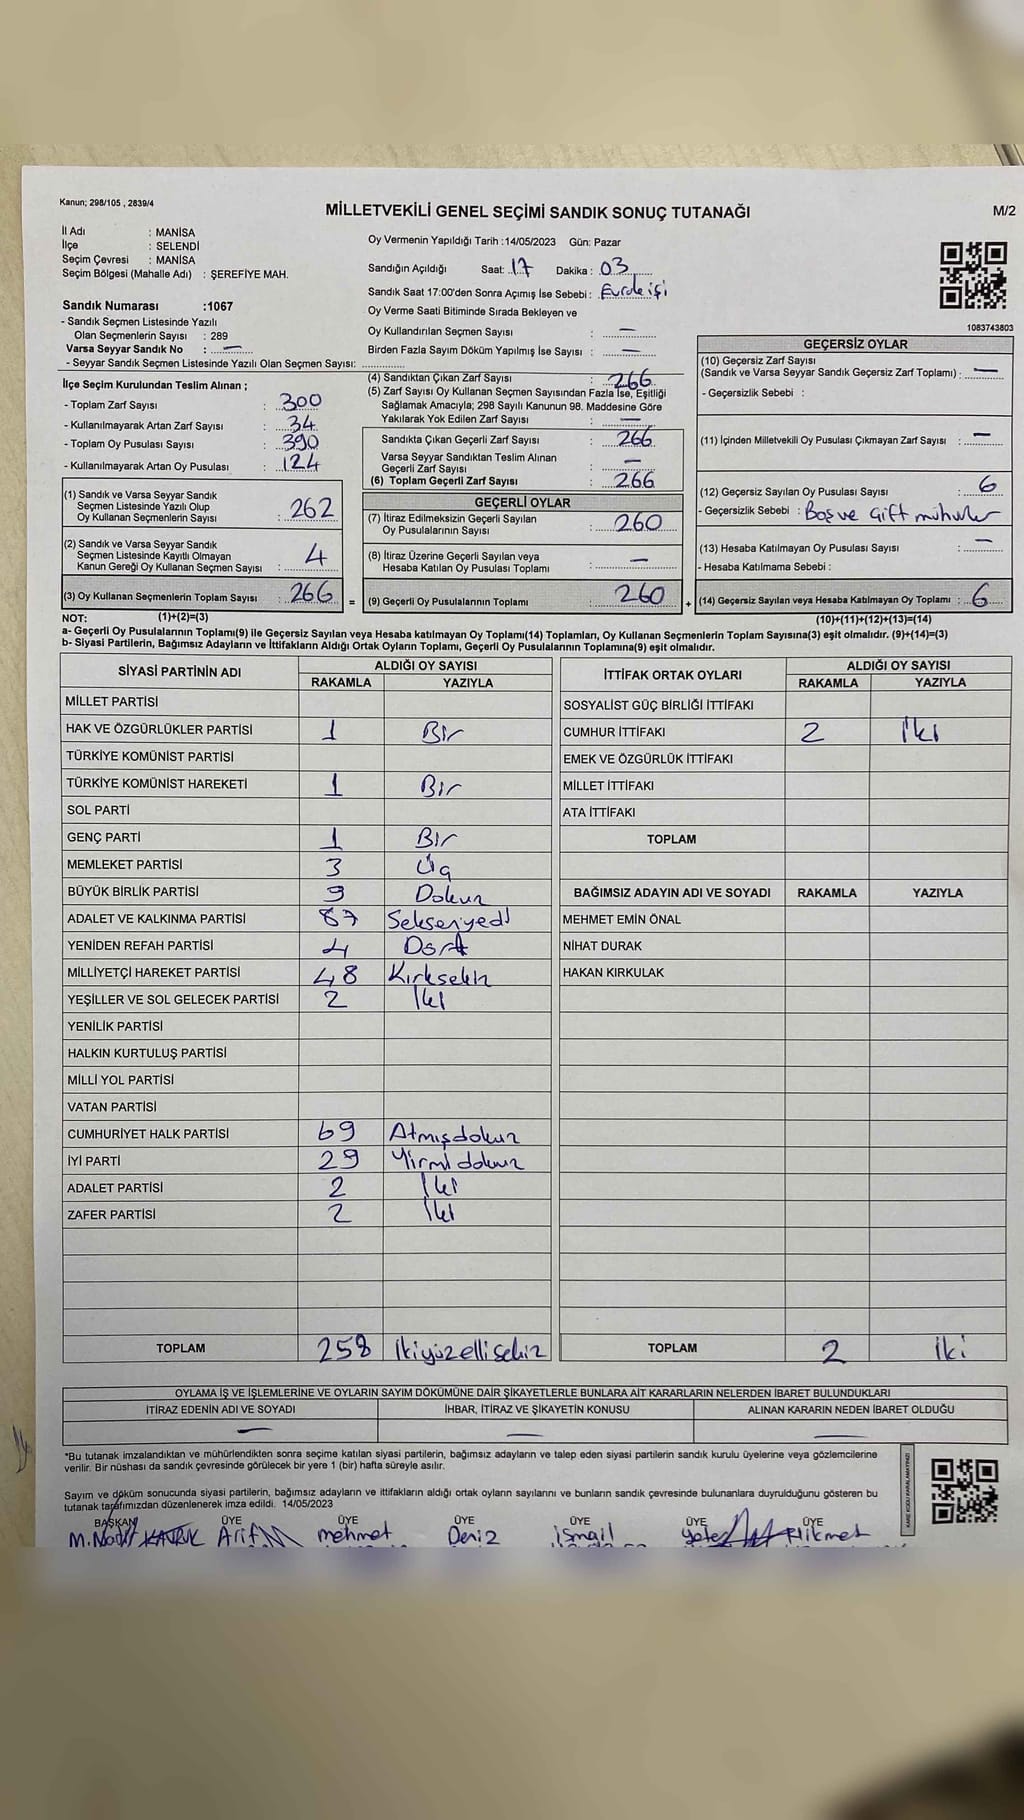 Kanun; 298/105 , 2839/4
MİLLETVEKİLİ GENEL SEÇİMİ SANDIK SONUÇ TUTANAĞI
M/2
İl Adı : MANİSA
İlçe : SELENDİ
Seçim Çevresi : MANİSA
Seçim Bölgesi (Mahalle Adı) : ŞEREFİYE MAH.
Sandık Numarası :1067
- Sandık Seçmen Listesinde Yazılı
Olan Seçmenlerin Sayısı : 289
Varsa Seyyar Sandık No : —
- Seyyar Sandık Seçmen Listesinde Yazılı Olan Seçmen Sayısı:
Oy Vermenin Yapıldığı Tarih :14/05/2023 Gün: Pazar
Sandığın Açıldığı Saat: 17 Dakika : 03
Sandık Saat 17:00'den Sonra Açımış İse Sebebi :
Oy Verme Saati Bitiminde Sırada Bekleyen ve
Oy Kullandırılan Seçmen Sayısı : —
Birden Fazla Sayım Döküm Yapılmış İse Sayısı : —
1083743803
İlçe Seçim Kurulundan Teslim Alınan ;
- Toplam Zarf Sayısı : 300
- Kullanılmayarak Artan Zarf Sayısı : 34
- Toplam Oy Pusulası Sayısı : 390
- Kullanılmayarak Artan Oy Pusulası : 124
(1) Sandık ve Varsa Seyyar Sandık
Seçmen Listesinde Yazılı Olup
Oy Kullanan Seçmenlerin Sayısı : 262
(2) Sandık ve Varsa Seyyar Sandık
Seçmen Listesinde Kayıtlı Olmayan
Kanun Gereği Oy Kullanan Seçmen Sayısı : 4
(3) Oy Kullanan Seçmenlerin Toplam Sayısı : 266 =
(4) Sandıktan Çıkan Zarf Sayısı : 266
(5) Zarf Sayısı Oy Kullanan Seçmen Sayısından Fazla İse, Eşitliği
Sağlamak Amacıyla; 298 Sayılı Kanunun 98. Maddesine Göre
Yakılarak Yok Edilen Zarf Sayısı : —
Sandıkta Çıkan Geçerli Zarf Sayısı : 266
Varsa Seyyar Sandıktan Teslim Alınan
Geçerli Zarf Sayısı : —
(6) Toplam Geçerli Zarf Sayısı : 266
GEÇERLİ OYLAR
(7) İtiraz Edilmeksizin Geçerli Sayılan
Oy Pusulalarının Sayısı : 260
(8) İtiraz Üzerine Geçerli Sayılan veya
Hesaba Katılan Oy Pusulası Toplamı : —
(9) Geçerli Oy Pusulalarının Toplamı : 260 +
GEÇERSİZ OYLAR
(10) Geçersiz Zarf Sayısı
(Sandık ve Varsa Seyyar Sandık Geçersiz Zarf Toplamı) : —
- Geçersizlik Sebebi :
(11) İçinden Milletvekili Oy Pusulası Çıkmayan Zarf Sayısı : —
(12) Geçersiz Sayılan Oy Pusulası Sayısı : 6
- Geçersizlik Sebebi : Boş ve Çift mühürler
(13) Hesaba Katılmayan Oy Pusulası Sayısı : —
- Hesaba Katılmama Sebebi :
(14) Geçersiz Sayılan veya Hesaba Katılmayan Oy Toplamı : 6
NOT: (1)+(2)=(3) (10)+(11)+(12)+(13)=(14)
a- Geçerli Oy Pusulalarının Toplamı(9) ile Geçersiz Sayılan veya Hesaba katılmayan Oy Toplamı(14) Toplamları, Oy Kullanan Seçmenlerin Toplam Sayısına(3) eşit olmalıdır. (9)+(14)=(3)
b- Siyasi Partilerin, Bağımsız Adayların ve İttifakların Aldığı Ortak Oyların Toplamı, Geçerli Oy Pusulalarının Toplamına(9) eşit olmalıdır.
SİYASİ PARTİNİN ADI ALDIĞI OY SAYISI
RAKAMLA YAZIYLA
MİLLET PARTİSİ
HAK VE ÖZGÜRLÜKLER PARTİSİ 1 Bir
TÜRKİYE KOMÜNİST PARTİSİ
TÜRKİYE KOMÜNİST HAREKETİ 1 Bir
SOL PARTİ
GENÇ PARTİ 1 Bir
MEMLEKET PARTİSİ 3 Üç
BÜYÜK BİRLİK PARTİSİ 9 Dokuz
ADALET VE KALKINMA PARTİSİ 87 Seksenyedi
YENİDEN REFAH PARTİSİ 4 Dört
MİLLİYETÇİ HAREKET PARTİSİ 48 Kırksekiz
YEŞİLLER VE SOL GELECEK PARTİSİ 2 İki
YENİLİK PARTİSİ
HALKIN KURTULUŞ PARTİSİ
MİLLİ YOL PARTİSİ
VATAN PARTİSİ
CUMHURİYET HALK PARTİSİ 69 Atmışdokuz
İYİ PARTİ 29 Yirmidokuz
ADALET PARTİSİ 2 İki
ZAFER PARTİSİ 2 İki
TOPLAM 258 İkiyüzellisekiz
İTTİFAK ORTAK OYLARI ALDIĞI OY SAYISI
RAKAMLA YAZIYLA
SOSYALİST GÜÇ BİRLİĞİ İTTİFAKI
CUMHUR İTTİFAKI 2 İki
EMEK VE ÖZGÜRLÜK İTTİFAKI
MİLLET İTTİFAKI
ATA İTTİFAKI
TOPLAM
BAĞIMSIZ ADAYIN ADI VE SOYADI RAKAMLA YAZIYLA
MEHMET EMİN ÖNAL
NİHAT DURAK
HAKAN KIRKULAK
TOPLAM 2 iki
OYLAMA İŞ VE İŞLEMLERİNE VE OYLARIN SAYIM DÖKÜMÜNE DAİR ŞİKAYETLERLE BUNLARA AİT KARARLARIN NELERDEN İBARET BULUNDUKLARI
İTİRAZ EDENİN ADI VE SOYADI İHBAR, İTİRAZ VE ŞİKAYETİN KONUSU ALINAN KARARIN NEDEN İBARET OLDUĞU
— — —
*Bu tutanak imzalandıktan ve mühürlendikten sonra seçime katılan siyasi partilerin, bağımsız adayların ve talep eden siyasi partilerin sandık kurulu üyelerine veya gözlemcilerine
verilir. Bir nüshası da sandık çevresinde görülecek bir yere 1 (bir) hafta süreyle asılır.
Sayım ve döküm sonucunda siyasi partilerin, bağımsız adayların ve ittifakların aldığı ortak oyların sayılarını ve bunların sandık çevresinde bulunanlara duyrulduğunu gösteren bu
tutanak tarafımızdan düzenlenerek imza edildi. 14/05/2023
BAŞKAN ÜYE ÜYE ÜYE ÜYE ÜYE ÜYE
Arif mehmet Deniz ismail Hikmet